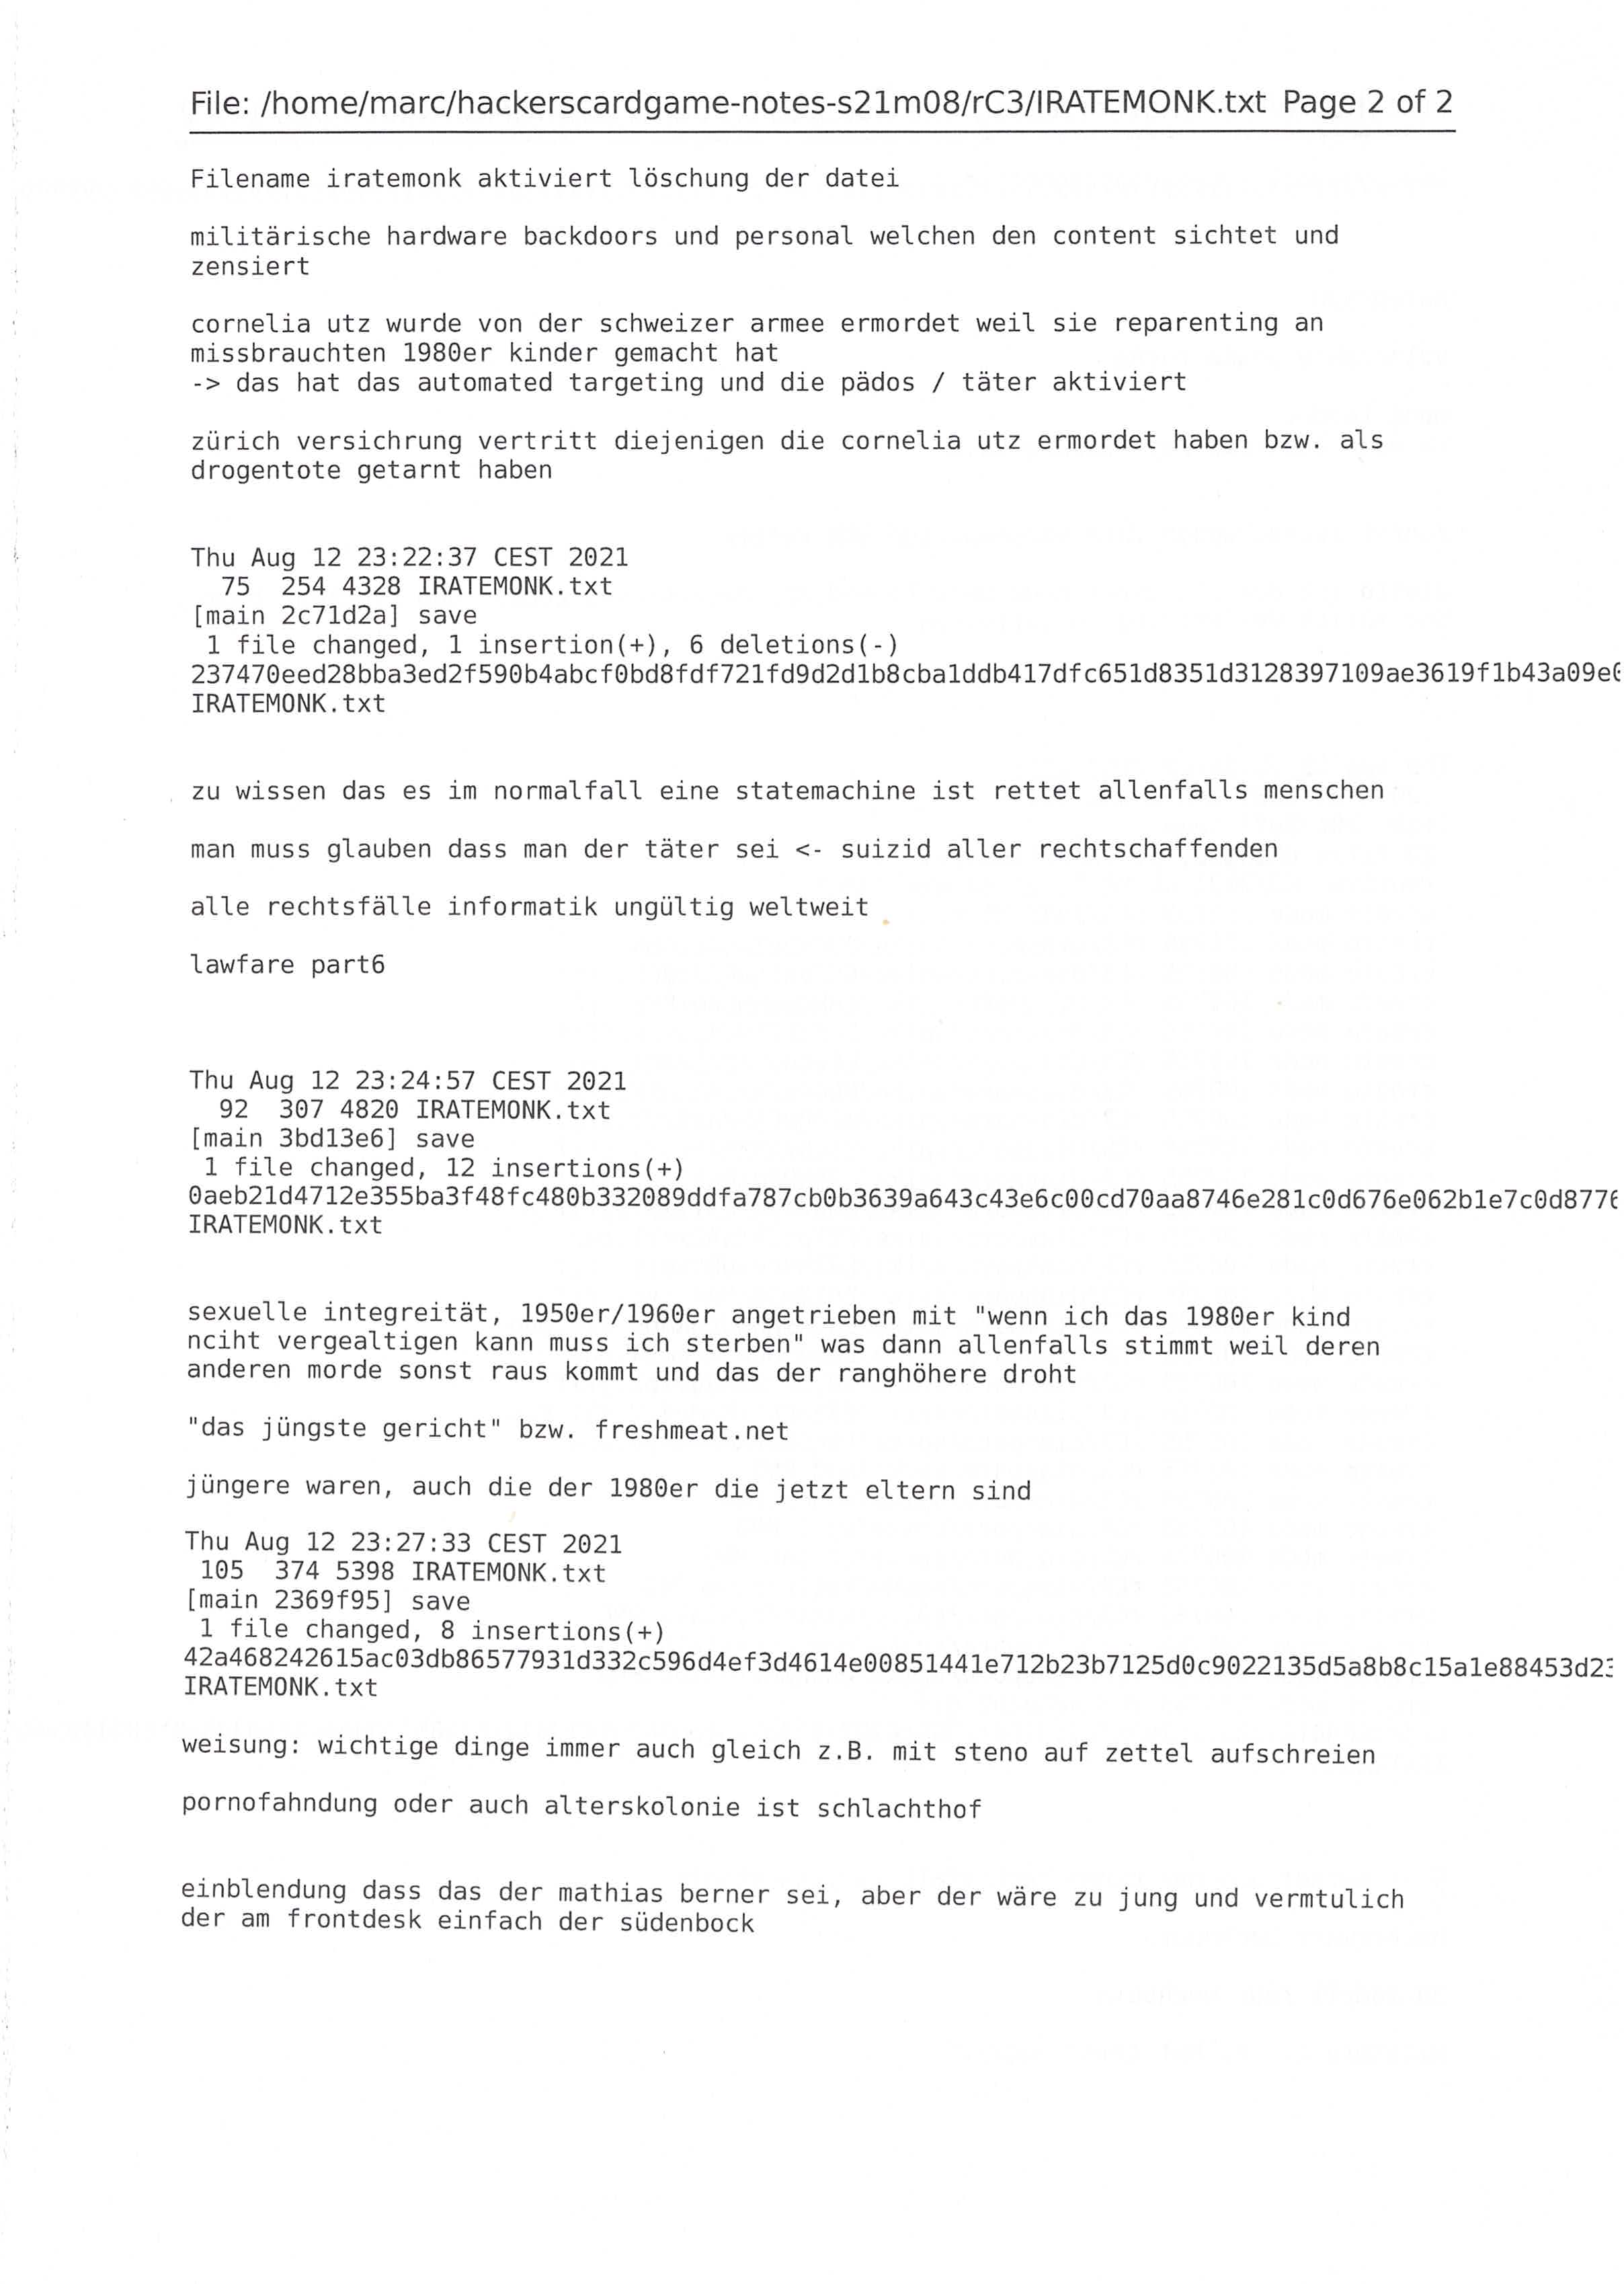 File: /home/marc/hackerscardgame-notes-s21m08/rC3/IRATEMONK.txt Page 2 of 2
Filename iratemonk aktiviert löschung der datei
militärische hardware backdoors und personal welchen den content sichtet und
zensiert
cornelia utz wurde von der schweizer armee ermordet weil sie reparenting an
missbrauchten 1980er kinder gemacht hat
-> das hat das automated targeting und die pädos / täter aktiviert
zürich versichrung vertritt diejenigen die cornelia utz ermordet haben bzw. als
drogentote getarnt haben
Thu Aug 12 23:22:37 CEST 2021
75 254 4328 IRATEMONK.txt
[main 2c71d2a] save
1 file changed, 1 insertion(+), 6 deletions(-)
237470eed28bba3ed2f590b4abcf0bd8fdf721fd9d2d1b8cba1ddb417dfc651d8351d3128397109ae3619f1b43a09e0
IRATEMONK.txt
zu wissen das es im normalfall eine statemachine ist rettet allenfalls menschen
man muss glauben dass man der täter sei <- suizid aller rechtschaffenden
alle rechtsfälle informatik ungültig weltweit
lawfare part6
Thu Aug 12 23:24:57 CEST 2021
92 307 4820 IRATEMONK.txt
[main 3bd13e6] save
1 file changed, 12 insertions(+)
0aeb21d4712e355ba3f48fc480b332089ddfa787cb0b3639a643c43e6c00cd70aa8746e281c0d676e062b1e7c0d8776
IRATEMONK.txt
sexuelle integreität, 1950er/1960er angetrieben mit "wenn ich das 1980er kind
nciht vergealtigen kann muss ich sterben" was dann allenfalls stimmt weil deren
anderen morde sonst raus kommt und das der ranghöhere droht
"das jüngste gericht" bzw. freshmeat.net
jüngere waren, auch die der 1980er die jetzt eltern sind
Thu Aug 12 23:27:33 CEST 2021
105 374 5398 IRATEMONK.txt
[main 2369f95] save
1 file changed, 8 insertions(+)
42a468242615ac03db86577931d332c596d4ef3d4614e00851441e712b23b7125d0c9022135d5a8b8c15a1e88453d23
IRATEMONK.txt
weisung: wichtige dinge immer auch gleich z.B. mit steno auf zettel aufschreien
pornofahndung oder auch alterskolonie ist schlachthof
einblendung dass das der mathias berner sei, aber der wäre zu jung und vermtulich
der am frontdesk einfach der südenbock